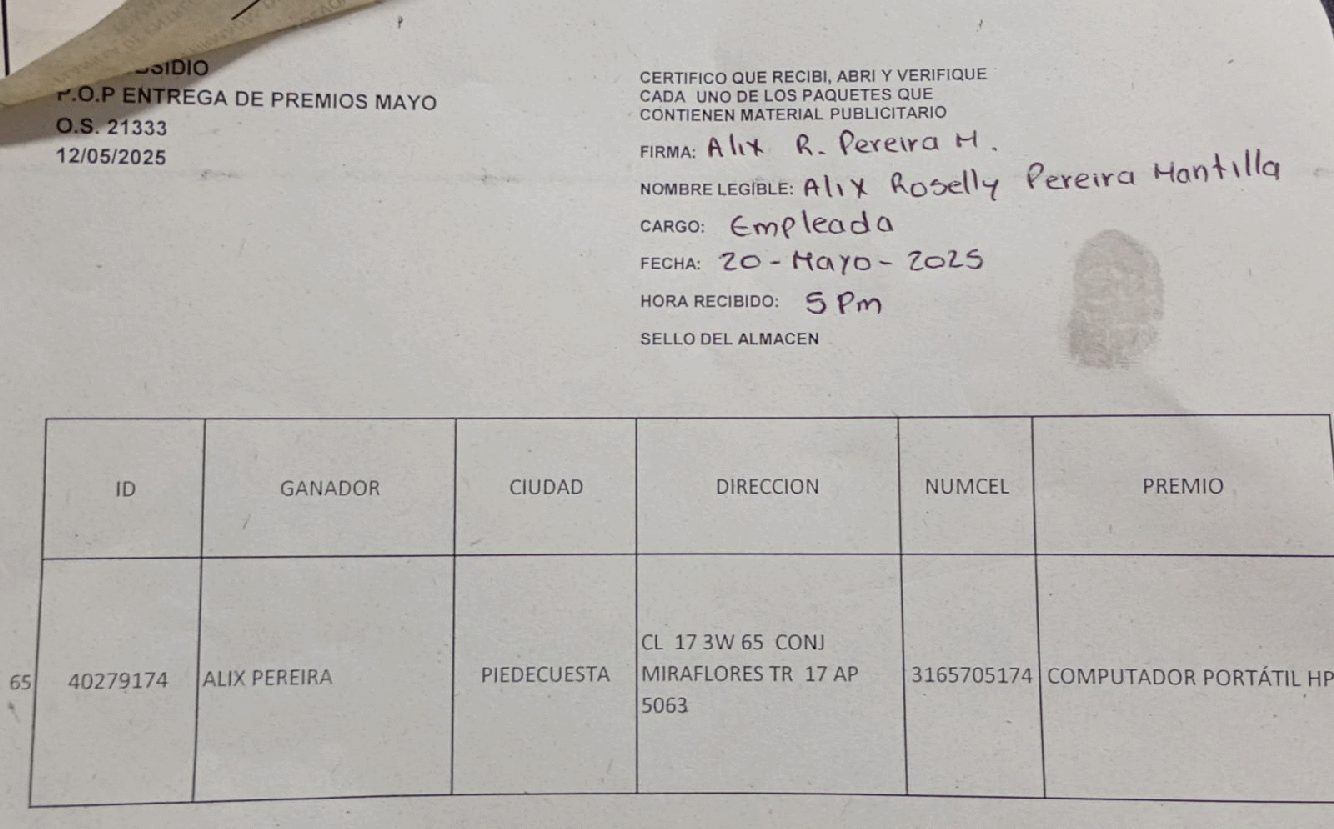 P.O.P ENTREGA DE PREMIOS MAYO
O.S. 21333
12/05/2025
CERTIFICO QUE RECIBI, ABRI Y VERIFIQUE
CADA UNO DE LOS PAQUETES QUE
CONTIENEN MATERIAL PUBLICITARIO
FIRMA: Alix R. Pereira M.
NOMBRE LEGIBLE: Alix Roselly Pereira Mantilla
CARGO: Empleada
FECHA: 20 - Mayo - 2025
HORA RECIBIDO: 5 Pm
SELLO DEL ALMACEN
ID GANADOR CIUDAD DIRECCION NUMCEL PREMIO
CL 17 3W 65 CONJ
65 40279174 ALIX PEREIRA PIEDECUESTA MIRAFLORES TR 17 AP 3165705174 COMPUTADOR PORTÁTIL HP
5063